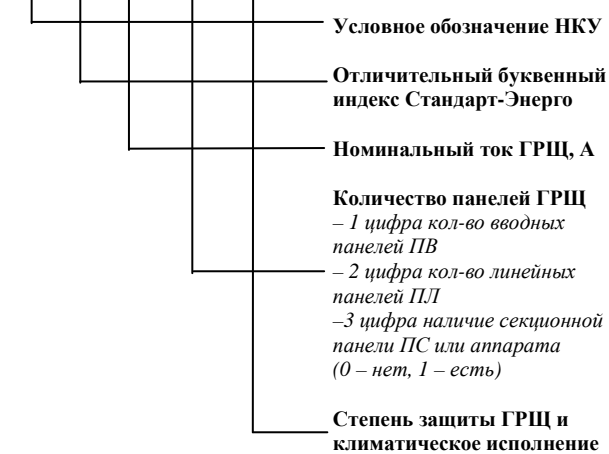 Условное обозначение НКУ
Отличительный буквенный
индекс Стандарт-Энерго
Номинальный ток ГРЩ, А
Количество панелей ГРЩ
– 1 цифра кол-во вводных
панелей ПВ
– 2 цифра кол-во линейных
панелей ПЛ
–3 цифра наличие секционной
панели ПС или аппарата
(0 – нет, 1 – есть)
Степень защиты ГРЩ и
климатическое исполнение